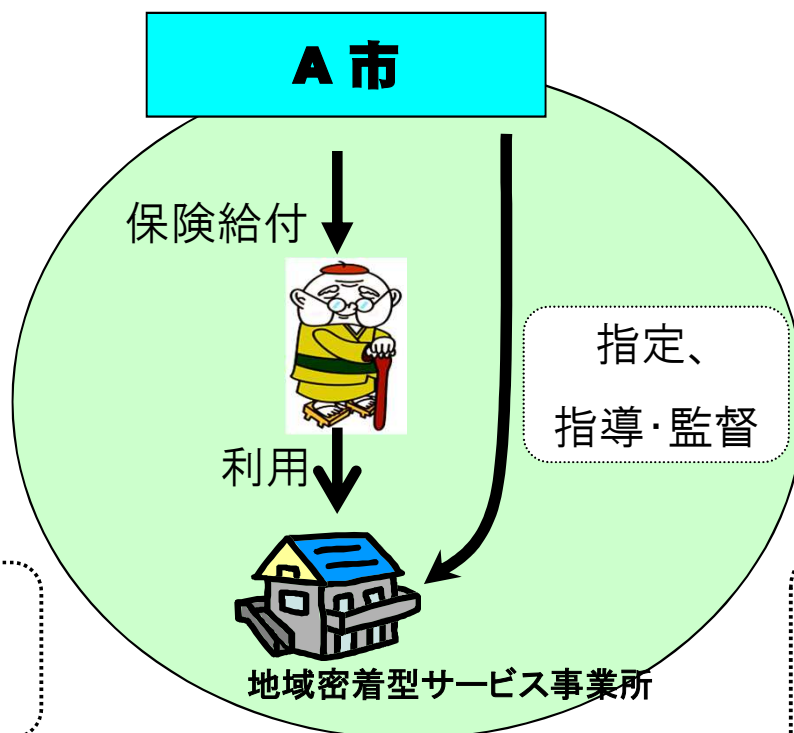 A 市
保険給付
指定、
指導・監督
利用
地域密着型サービス事業所